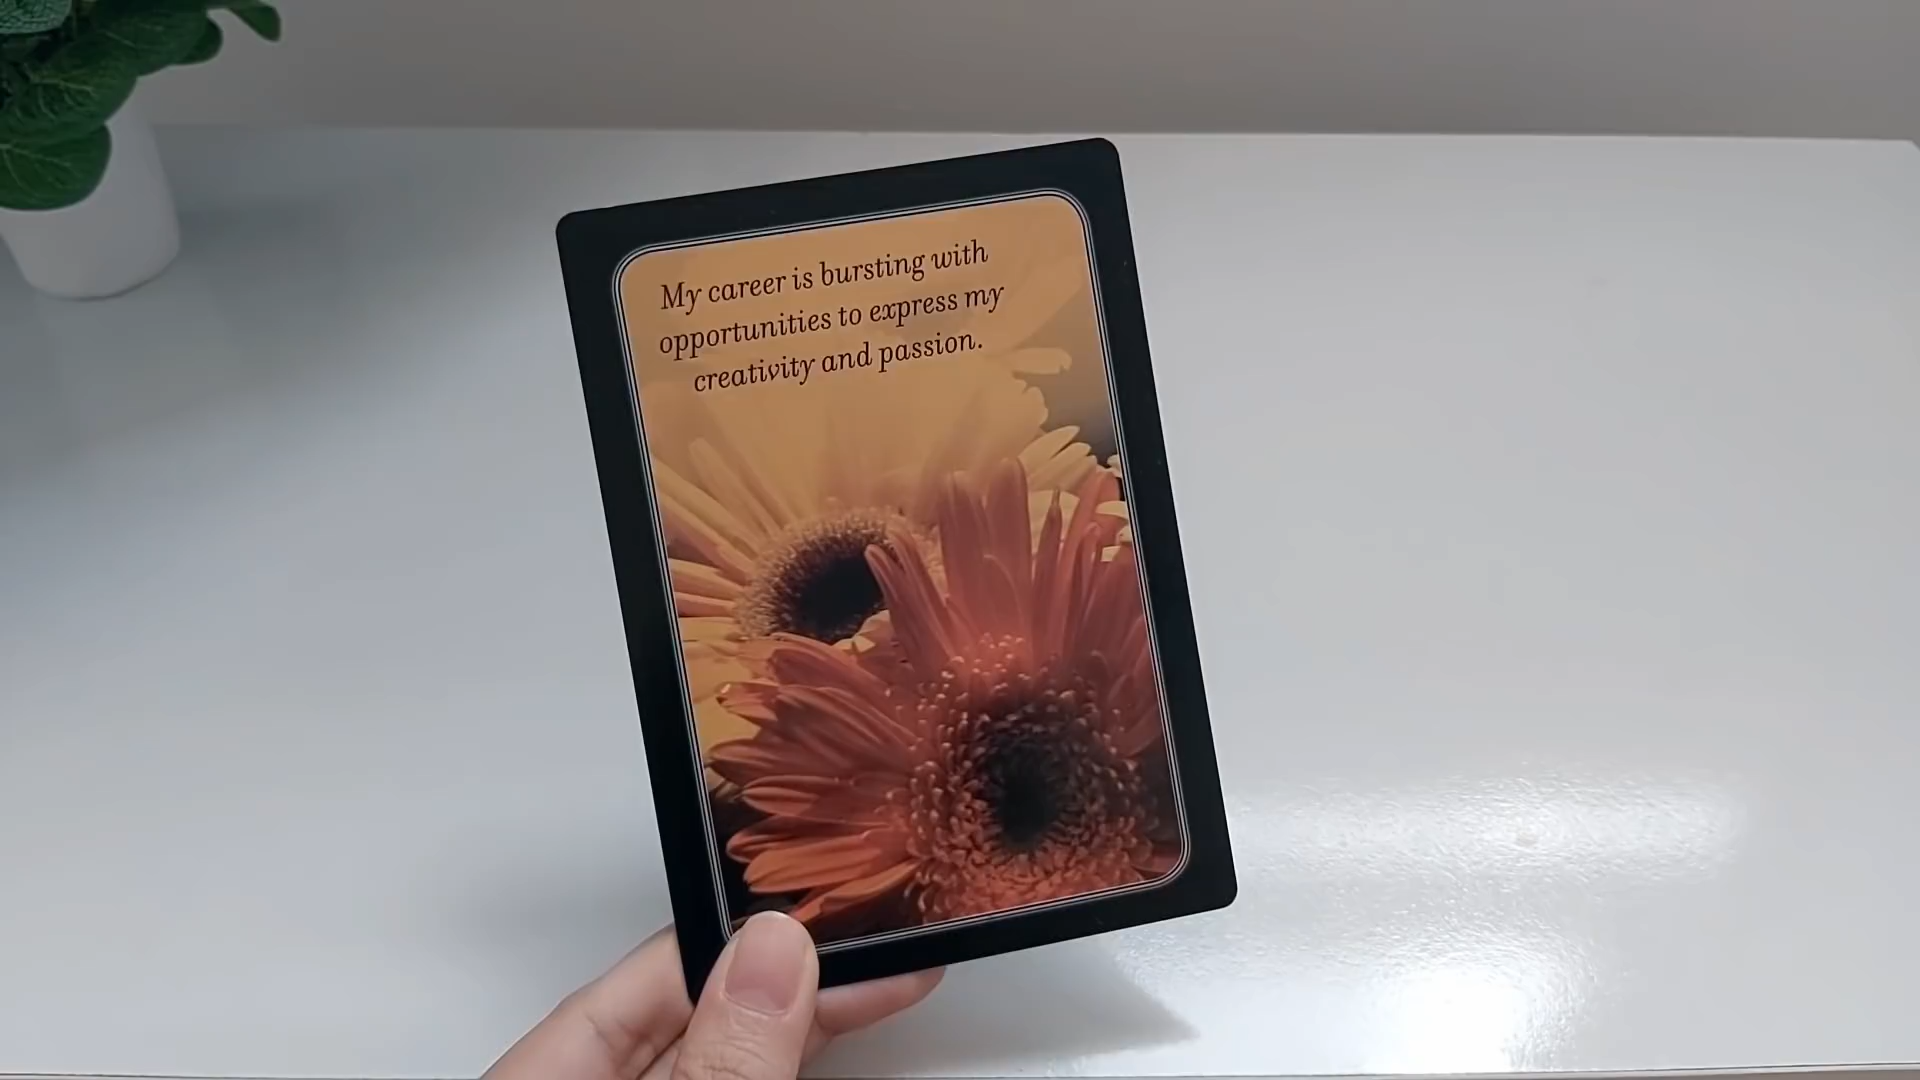 My career is bursting with
opportunities to express my
creativity and passion.